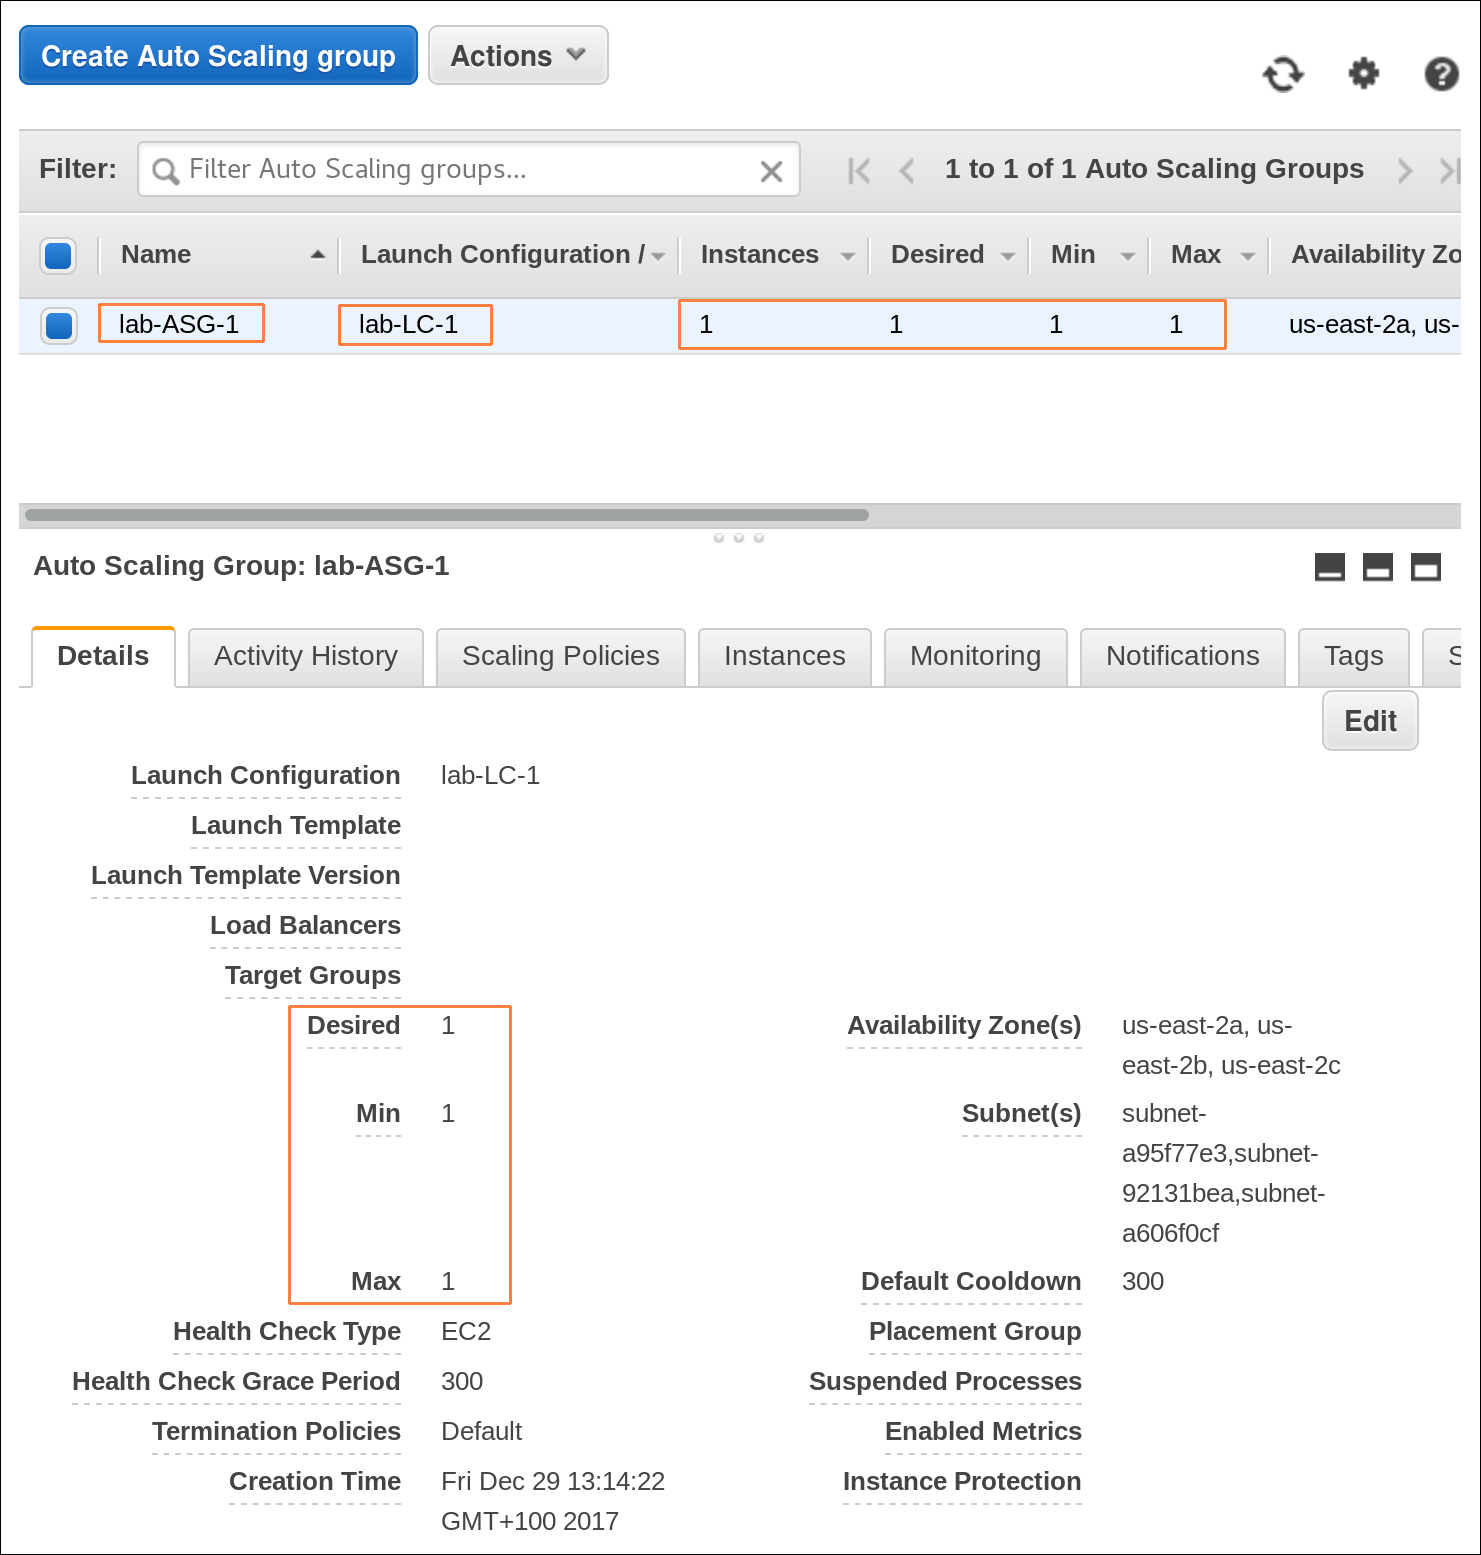 Create Auto Scaling group Actions
Filter: Filter Auto Scaling groups... 1 to 1 of 1 Auto Scaling Groups
Name Launch Configuration / Instances Desired Min Max Availability Zo
lab-ASG-1 lab-LC-1 1 1 1 1 us-east-2a, us-
Auto Scaling Group: lab-ASG-1
Details Activity History Scaling Policies Instances Monitoring Notifications Tags S
Edit
Launch Configuration lab-LC-1
Launch Template
Launch Template Version
Load Balancers
Target Groups
Desired 1 Availability Zone(s) us-east-2a, us-
east-2b, us-east-2c
Min 1 Subnet(s) subnet-
a95f77e3,subnet-
92131bea,subnet-
a606f0cf
Max 1 Default Cooldown 300
Health Check Type EC2 Placement Group
Health Check Grace Period 300 Suspended Processes
Termination Policies Default Enabled Metrics
Creation Time Fri Dec 29 13:14:22 Instance Protection
GMT+100 2017